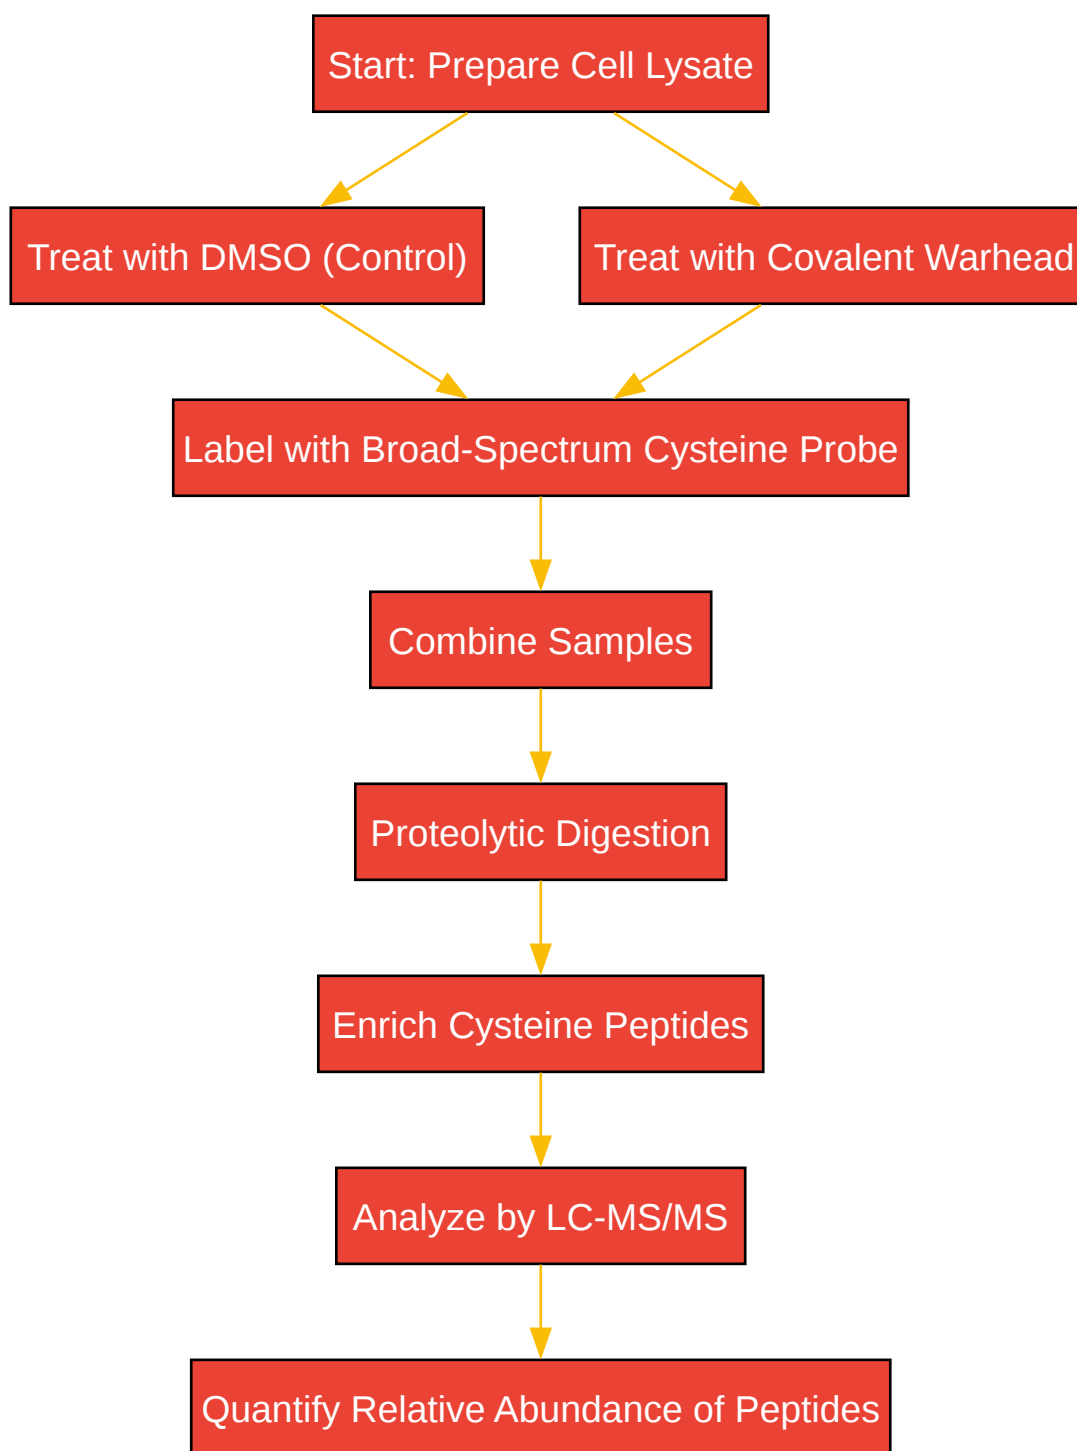 Start: Prepare Cell Lysate
Treat with DMSO (Control)
Treat with Covalent Warhead
Label with Broad-Spectrum Cysteine Probe
Combine Samples
Proteolytic Digestion
Enrich Cysteine Peptides
Analyze by LC-MS/MS
Quantify Relative Abundance of Peptides